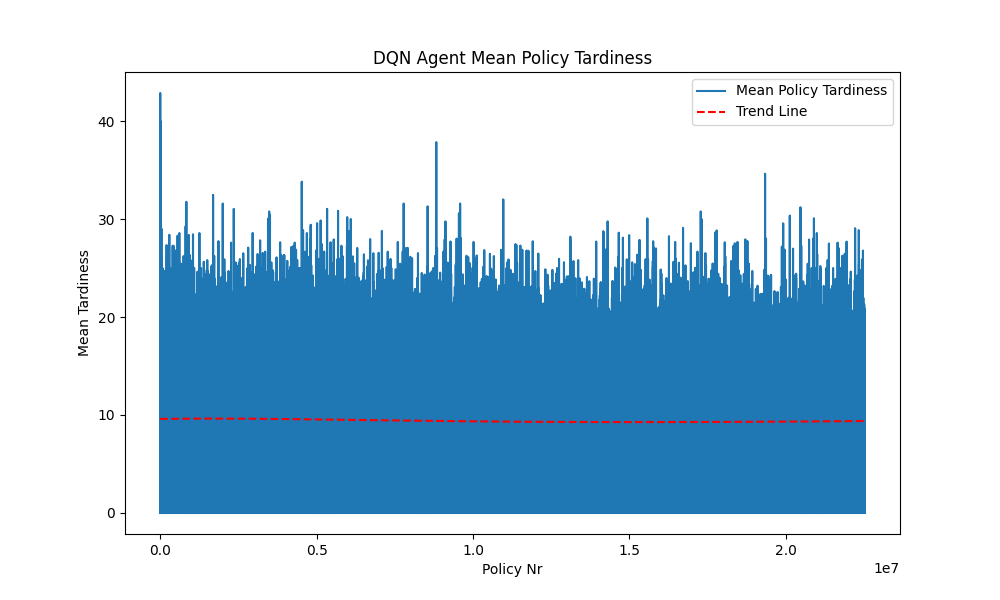 DQN Agent Mean Policy Tardiness
Mean Policy Tardiness
Trend Line
Mean Tardiness
40
30
20
10
0
0.0 0.5 1.0 1.5 2.0
1e7
Policy Nr